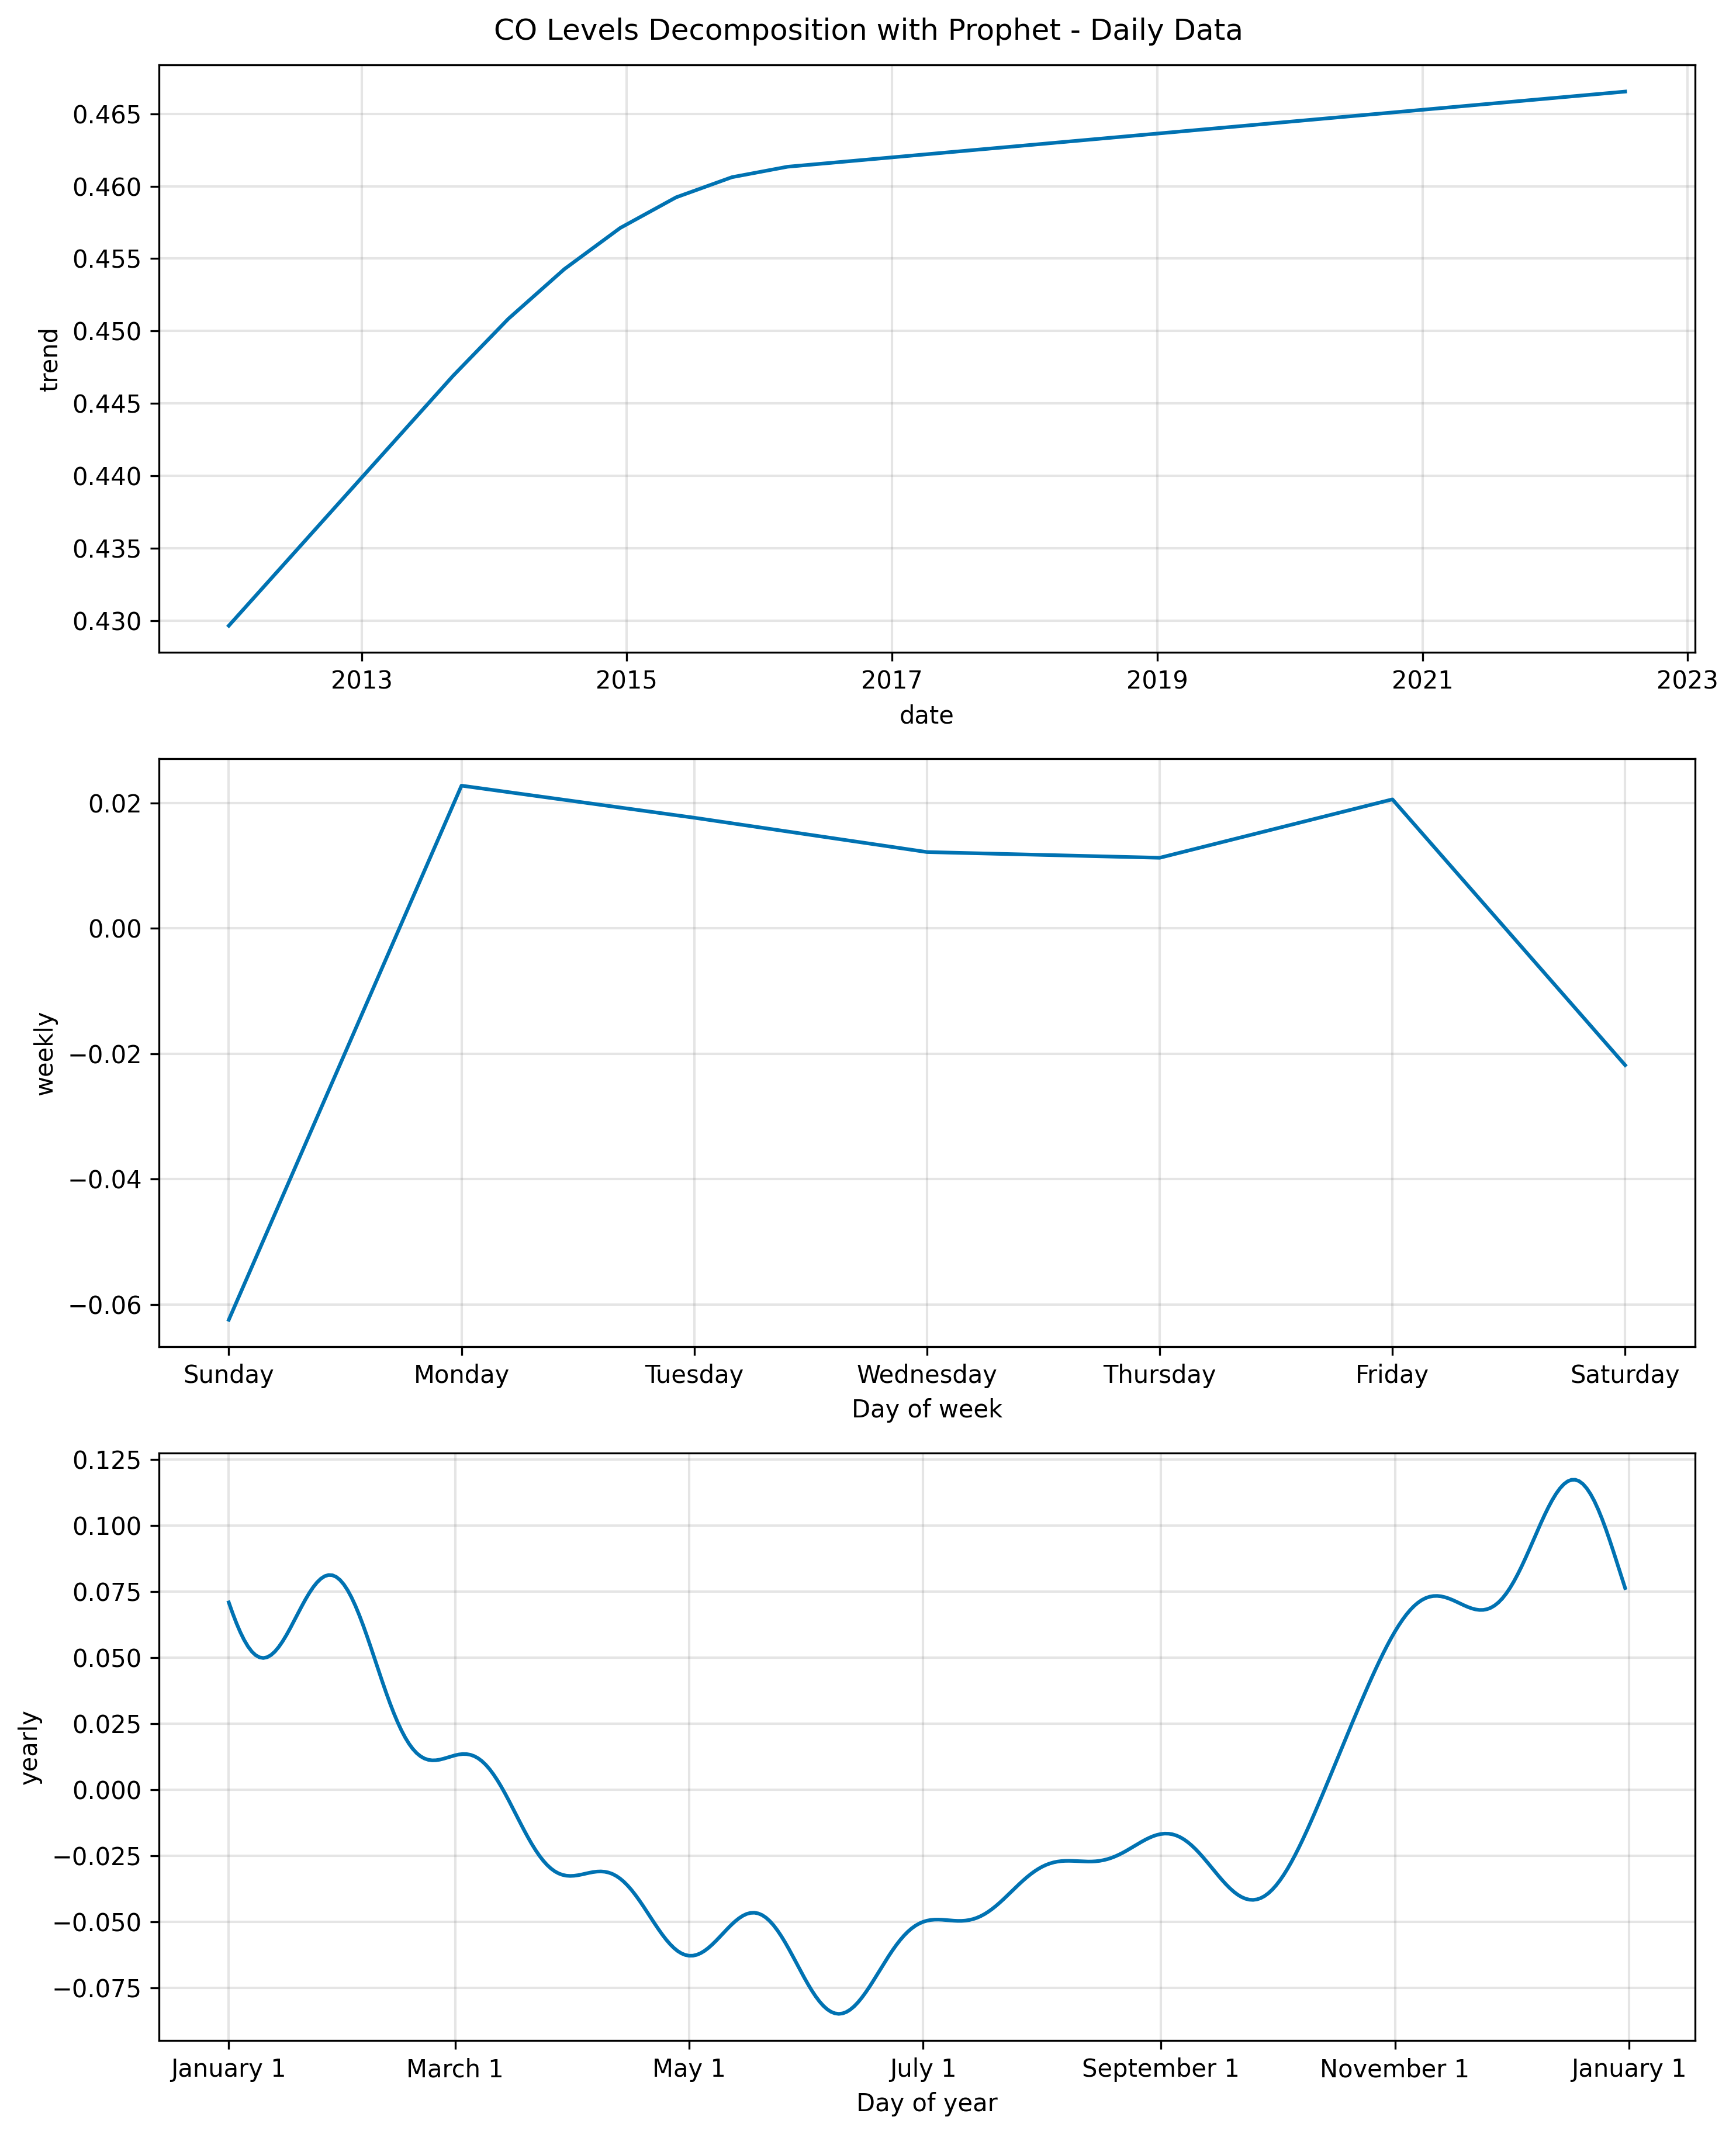 CO Levels Decomposition with Prophet - Daily Data
0.465
0.460
0.455
0.450
0.445
0.440
0.435
0.430
trend
2013 2015 2017 2019 2021 2023
date
0.02
0.00
−0.02
−0.04
−0.06
weekly
Sunday Monday Tuesday Wednesday Thursday Friday Saturday
Day of week
0.125
0.100
0.075
0.050
0.025
0.000
−0.025
−0.050
−0.075
yearly
January 1 March 1 May 1 July 1 September 1 November 1 January 1
Day of year